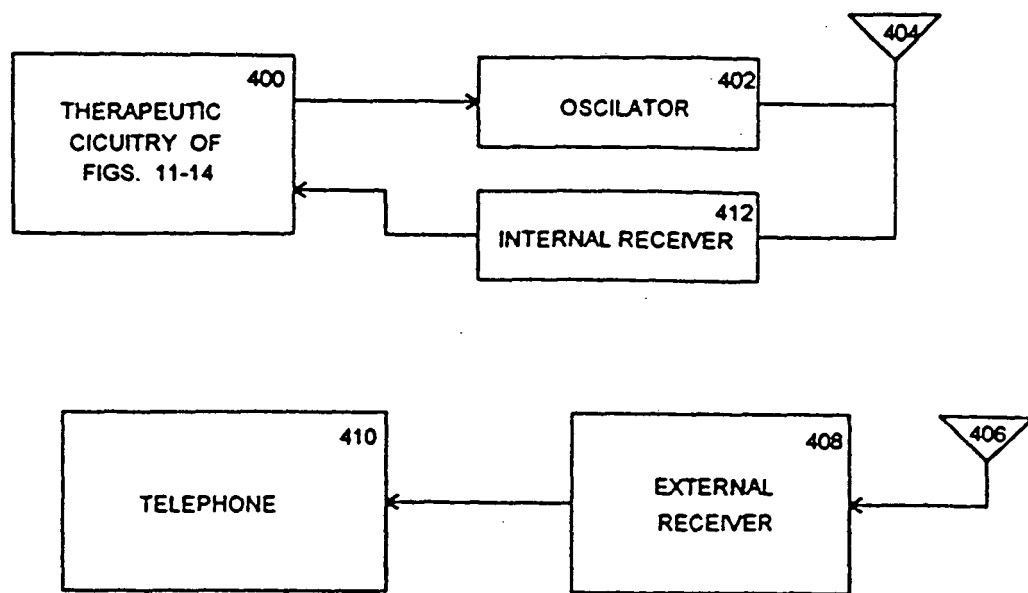 404
400
THERAPEUTIC
CICUITRY OF
FIGS. 11-14
402
OSCILATOR
412
INTERNAL RECEIVER
410
TELEPHONE
408
EXTERNAL
RECEIVER
406